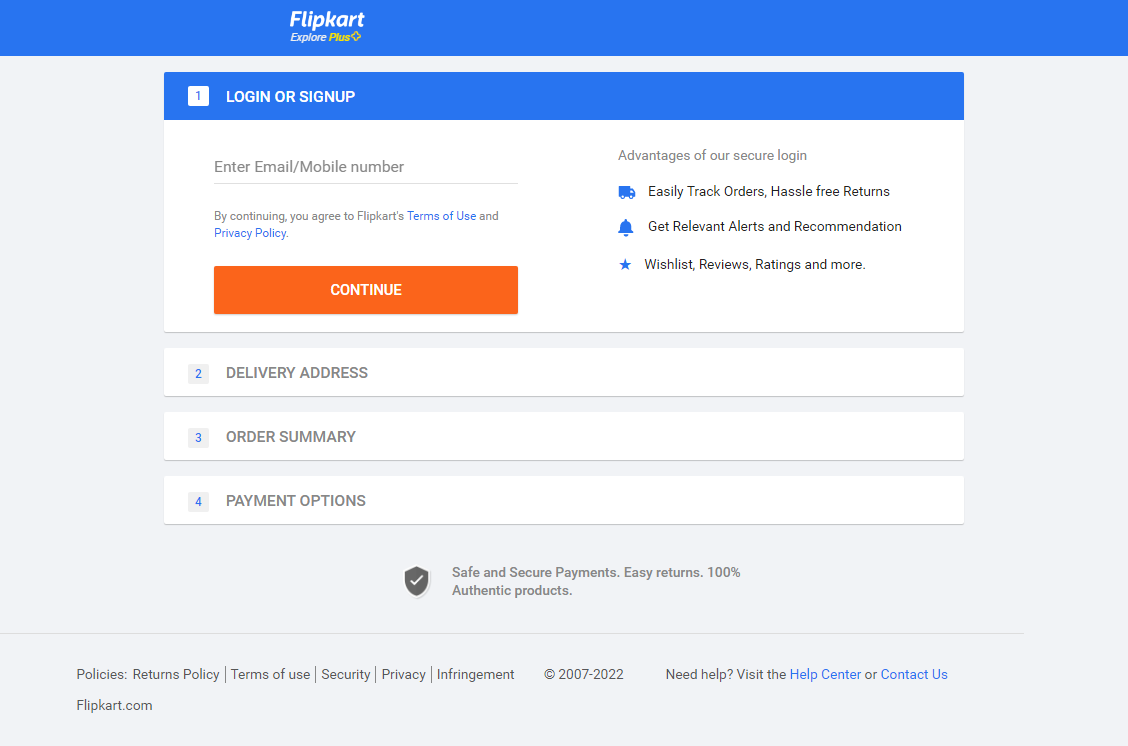 Flipkart
Explore Plus
1 LOGIN OR SIGNUP
Enter Email/Mobile number
By continuing, you agree to Flipkart's Terms of Use and
Privacy Policy.
CONTINUE
Advantages of our secure login
Easily Track Orders, Hassle free Returns
Get Relevant Alerts and Recommendation
Wishlist, Reviews, Ratings and more.
2 DELIVERY ADDRESS
3 ORDER SUMMARY
4 PAYMENT OPTIONS
Safe and Secure Payments. Easy returns. 100%
Authentic products.
Policies: Returns Policy | Terms of use | Security | Privacy | Infringement © 2007-2022 Need help? Visit the Help Center or Contact Us
Flipkart.com